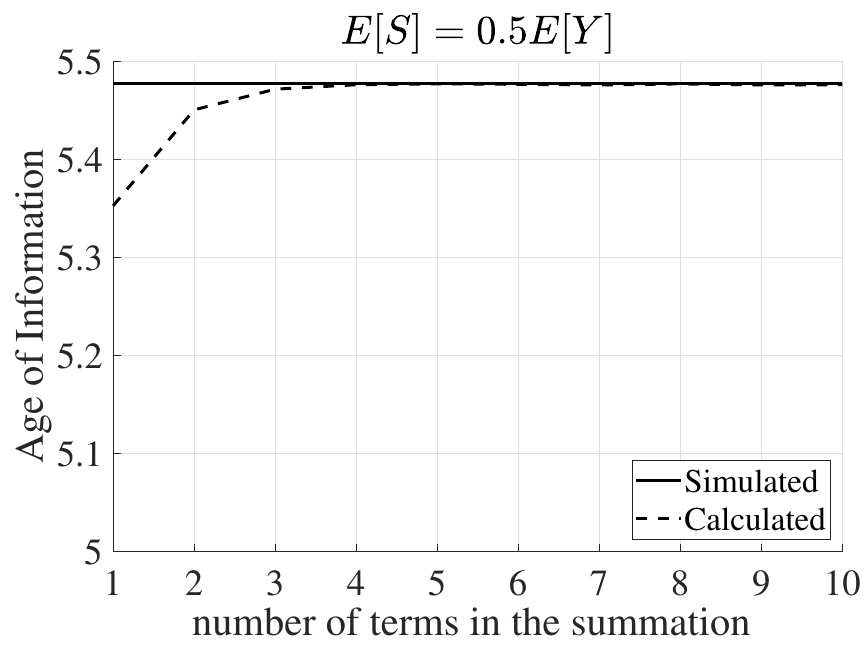 E[S] = 0.5E[Y]
5.5
5.4
5.3
5.2
5.1
5
Age of Information
Simulated
Calculated
1 2 3 4 5 6 7 8 9 10
number of terms in the summation